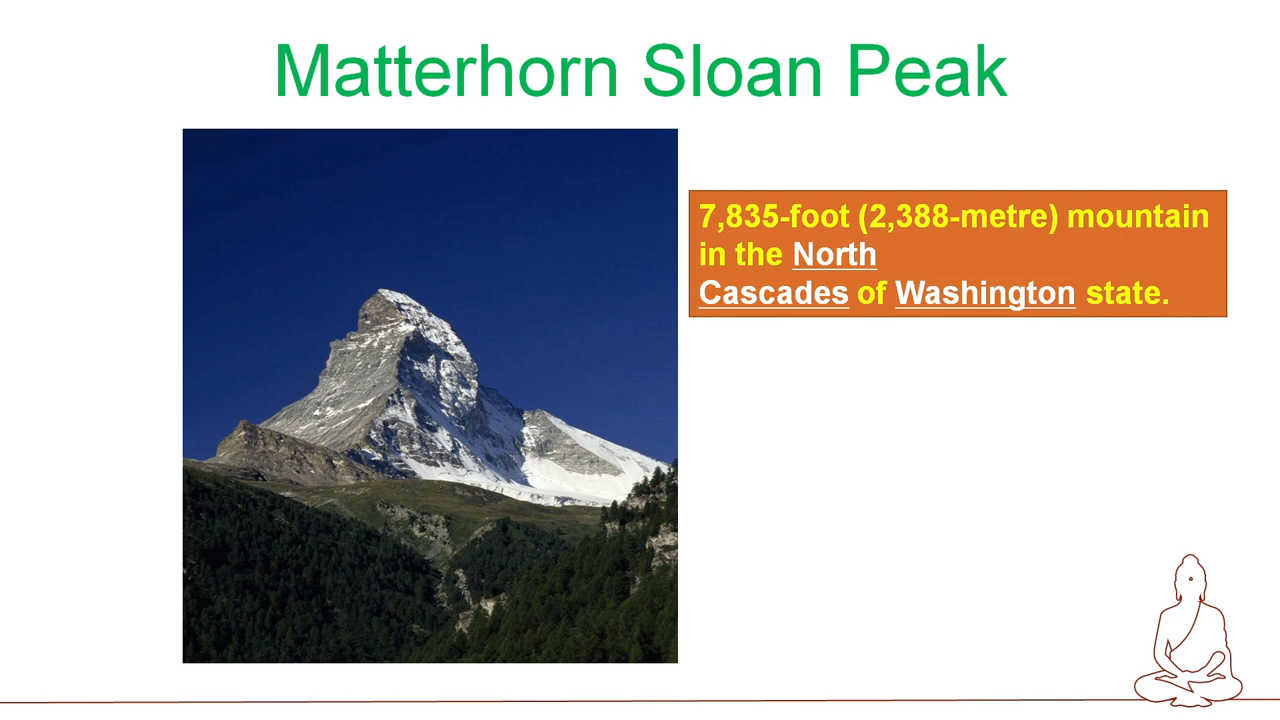 Matterhorn Sloan Peak
7,835-foot (2,388-metre) mountain
in the North
Cascades of Washington state.